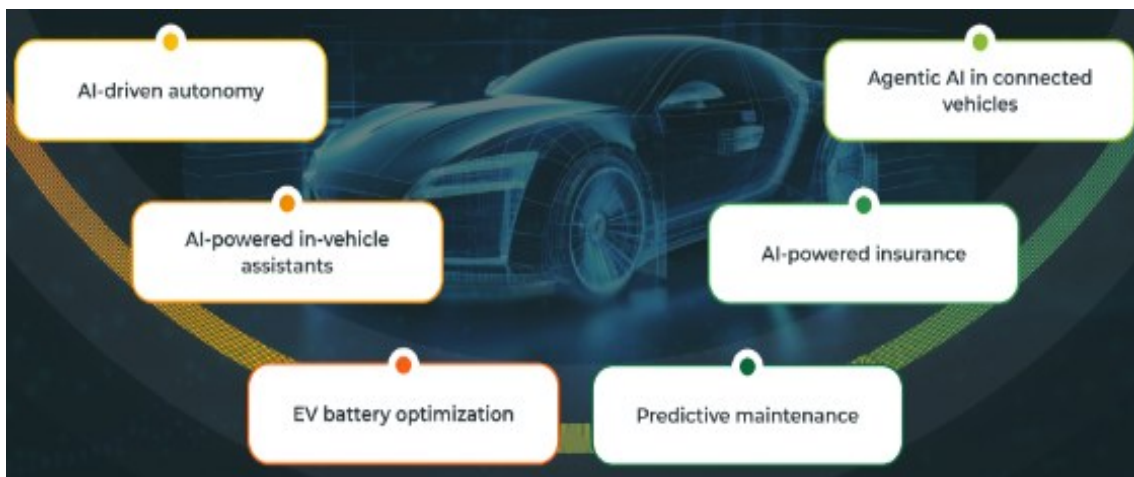 AI-driven autonomy
Agentic AI in connected
vehicles
AI-powered in-vehicle
assistants
AI-powered insurance
EV battery optimization
Predictive maintenance